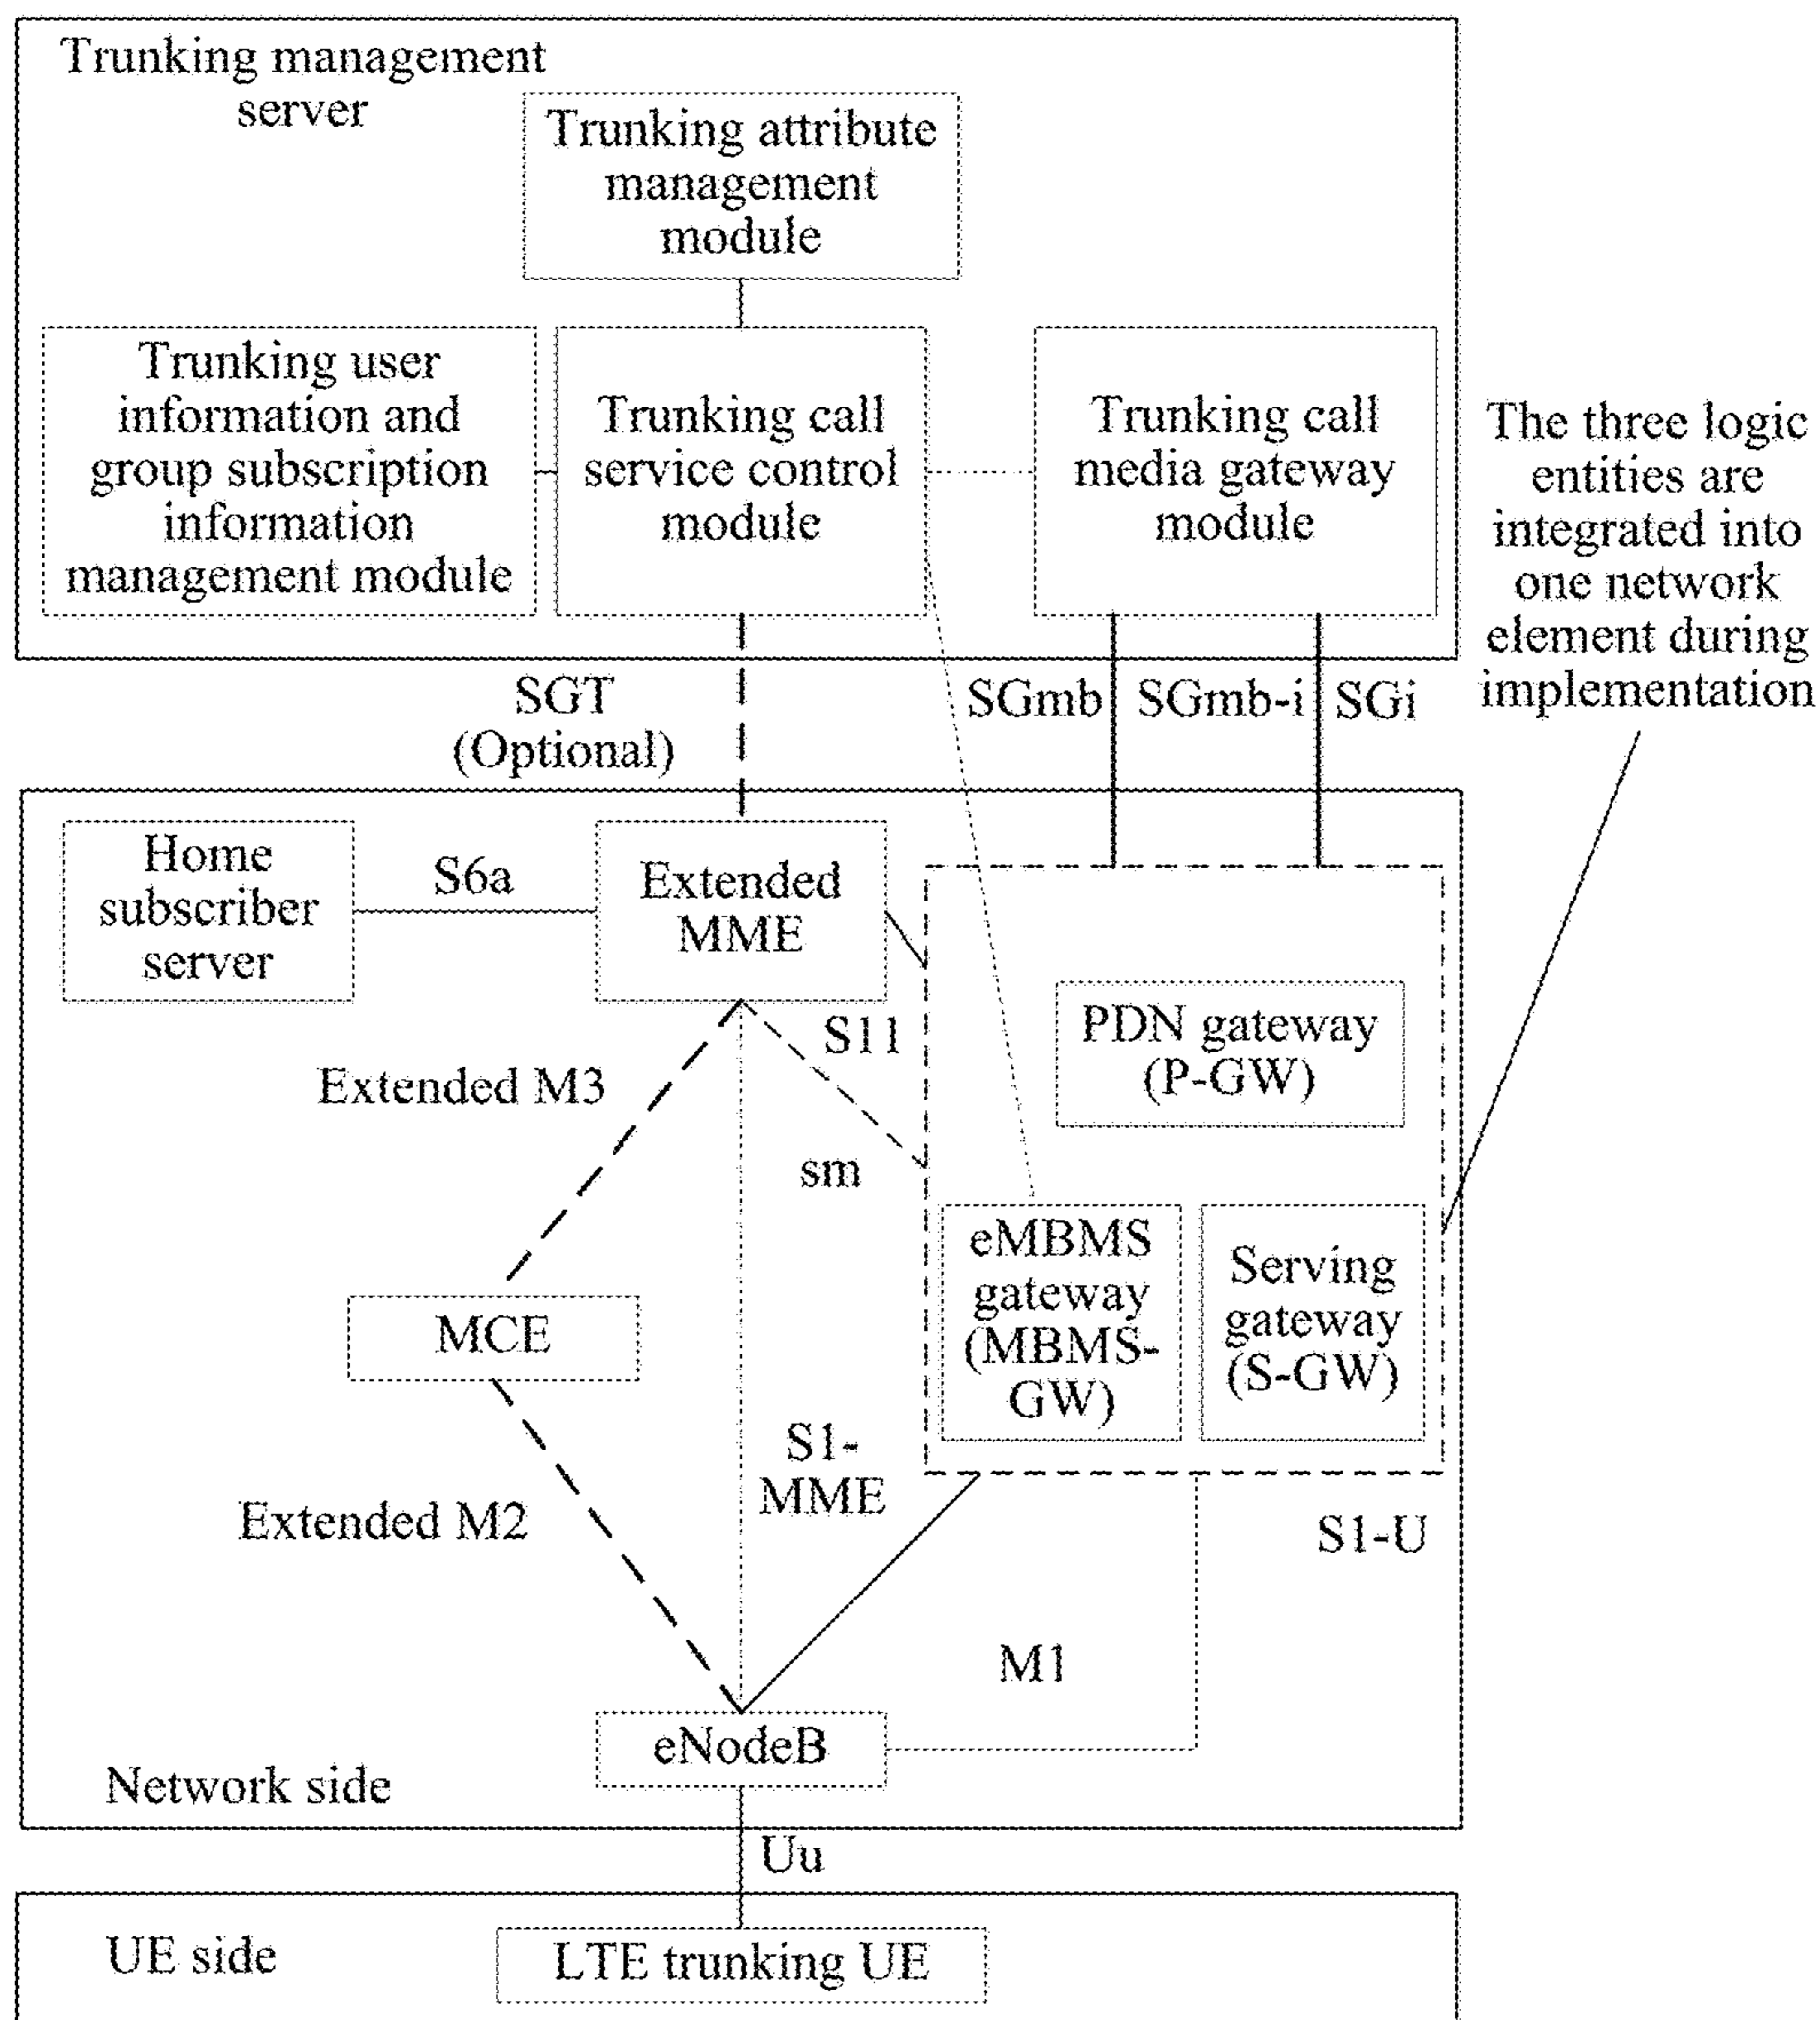 Trunking management
server
Trunking attribute
management
module
Trunking user
information and
group subscription
information
management module
Trunking call
service control
module
Trunking call
media gateway
module
The three logic
entities are
integrated into
one network
element during
implementation
SGT
(Optional)
SGmb
SGmb-i
SGi
Home
subscriber
server
S6a
Extended
MME
S11
PDN gateway
(P-GW)
Extended M3
sm
eMBMS
gateway
(MBMS-
GW)
Serving
gateway
(S-GW)
MCE
S1-
MME
Extended M2
S1-U
M1
eNodeB
Network side
Uu
UE side
LTE trunking UE